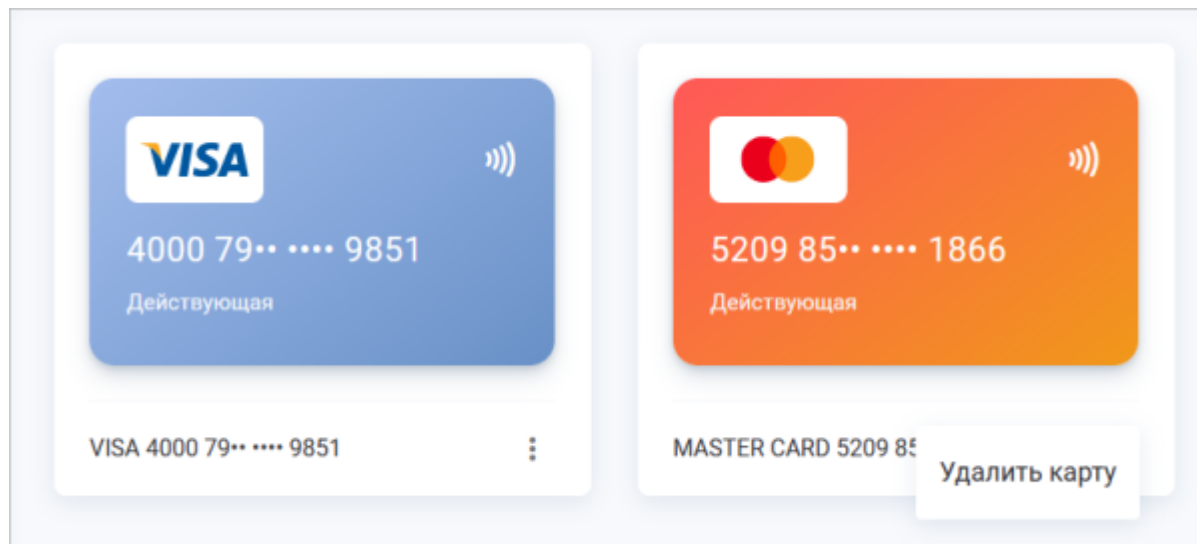 VISA
4000 79•• •••• 9851
Действующая
VISA 4000 79•• •••• 9851
5209 85•• •••• 1866
Действующая
MASTER CARD 5209 85
Удалить карту